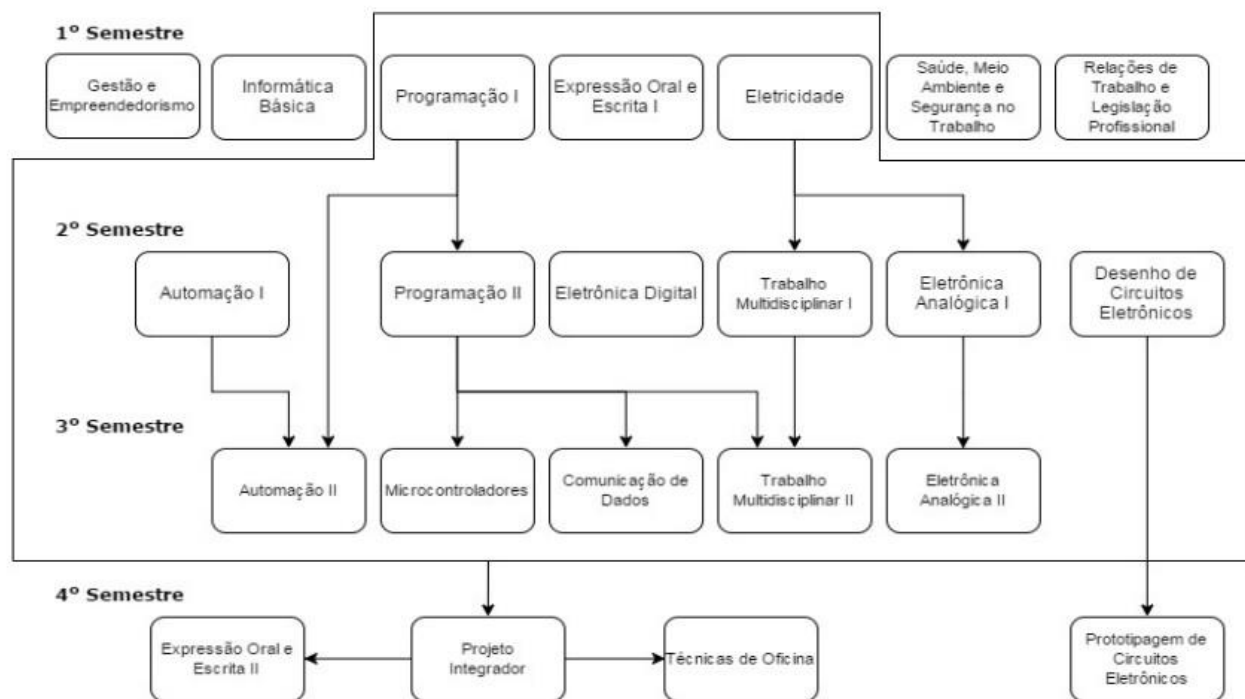 1º Semestre
Gestão e
Empreendedorismo
Informática
Básica
Programação I
Expressão Oral e
Escrita I
Eletricidade
Saúde, Meio
Ambiente e
Segurança no
Trabalho
Relações de
Trabalho e
Legislação
Profissional
2º Semestre
Automação I
Programação II
Eletrônica Digital
Trabalho
Multidisciplinar I
Eletrônica
Analógica I
Desenho de
Circuitos
Eletrônicos
3º Semestre
Automação II
Microcontroladores
Comunicação de
Dados
Trabalho
Multidisciplinar II
Eletrônica
Analógica II
4º Semestre
Expressão Oral e
Escrita II
Projeto
Integrador
Técnicas de Oficina
Prototipagem de
Circuitos
Eletrônicos